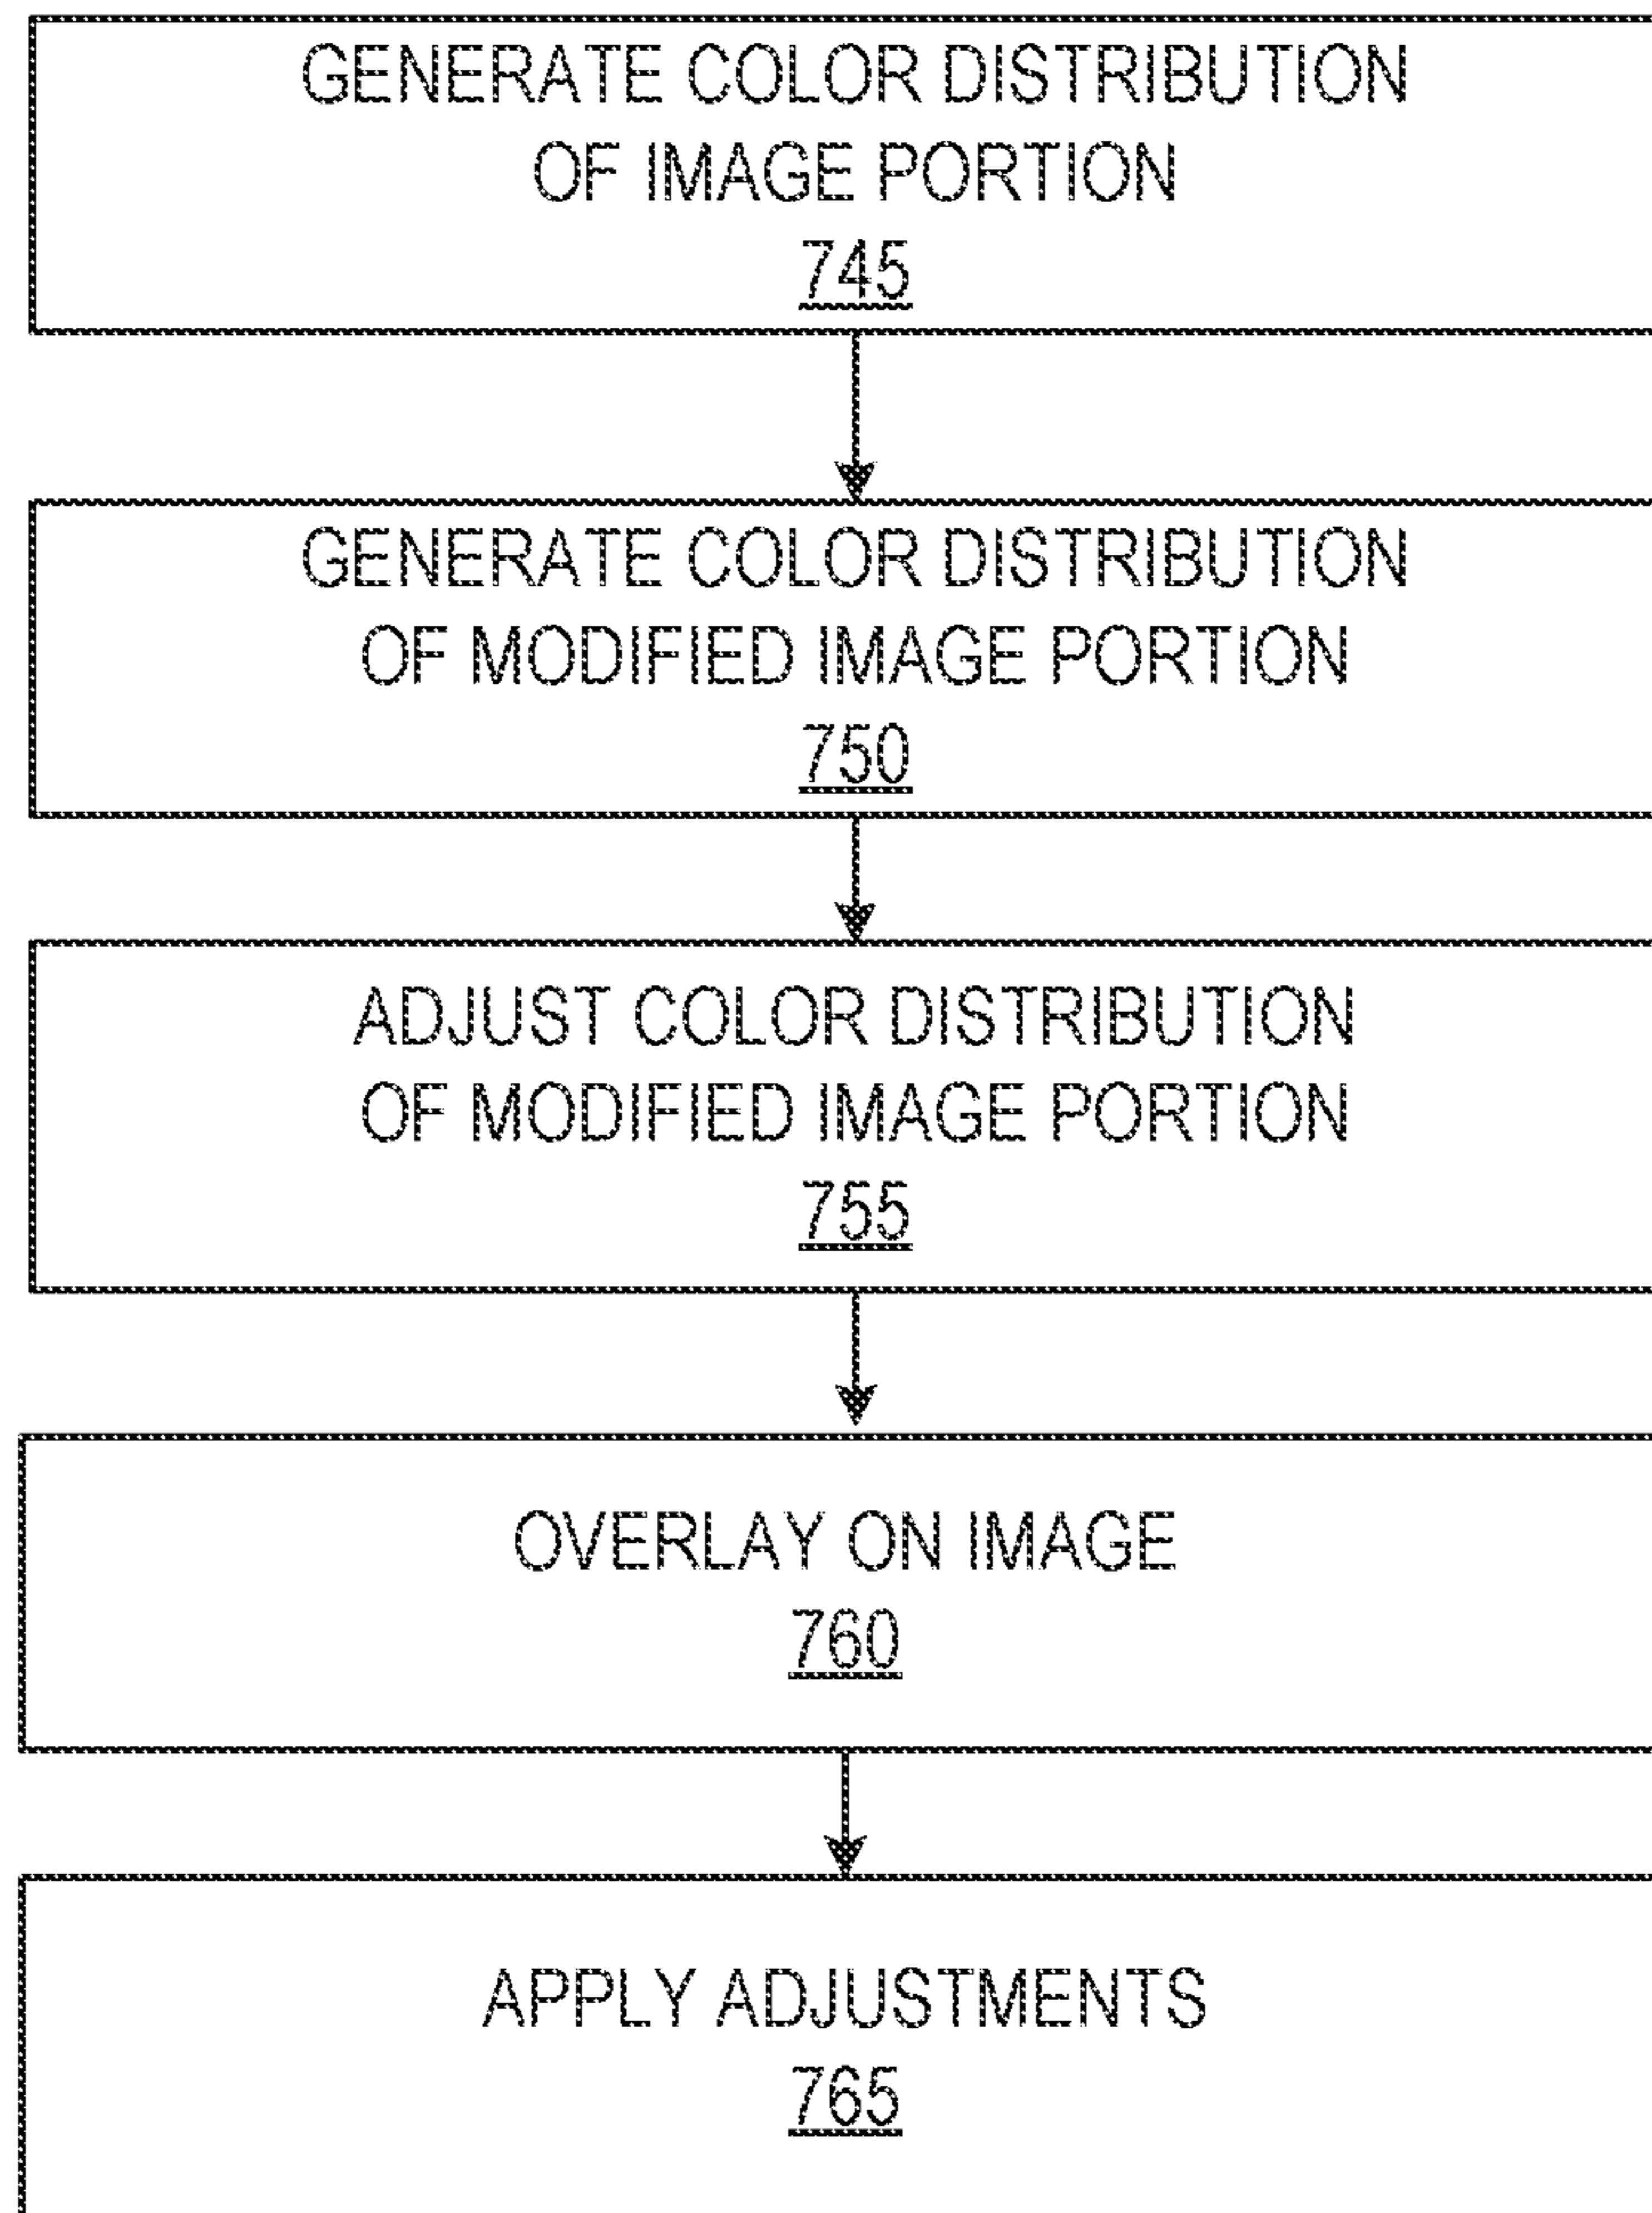 GENERATE COLOR DISTRIBUTION
OF IMAGE PORTION
745
GENERATE COLOR DISTRIBUTION
OF MODIFIED IMAGE PORTION
750
ADJUST COLOR DISTRIBUTION
OF MODIFIED IMAGE PORTION
755
OVERLAY ON IMAGE
760
APPLY ADJUSTMENTS
765